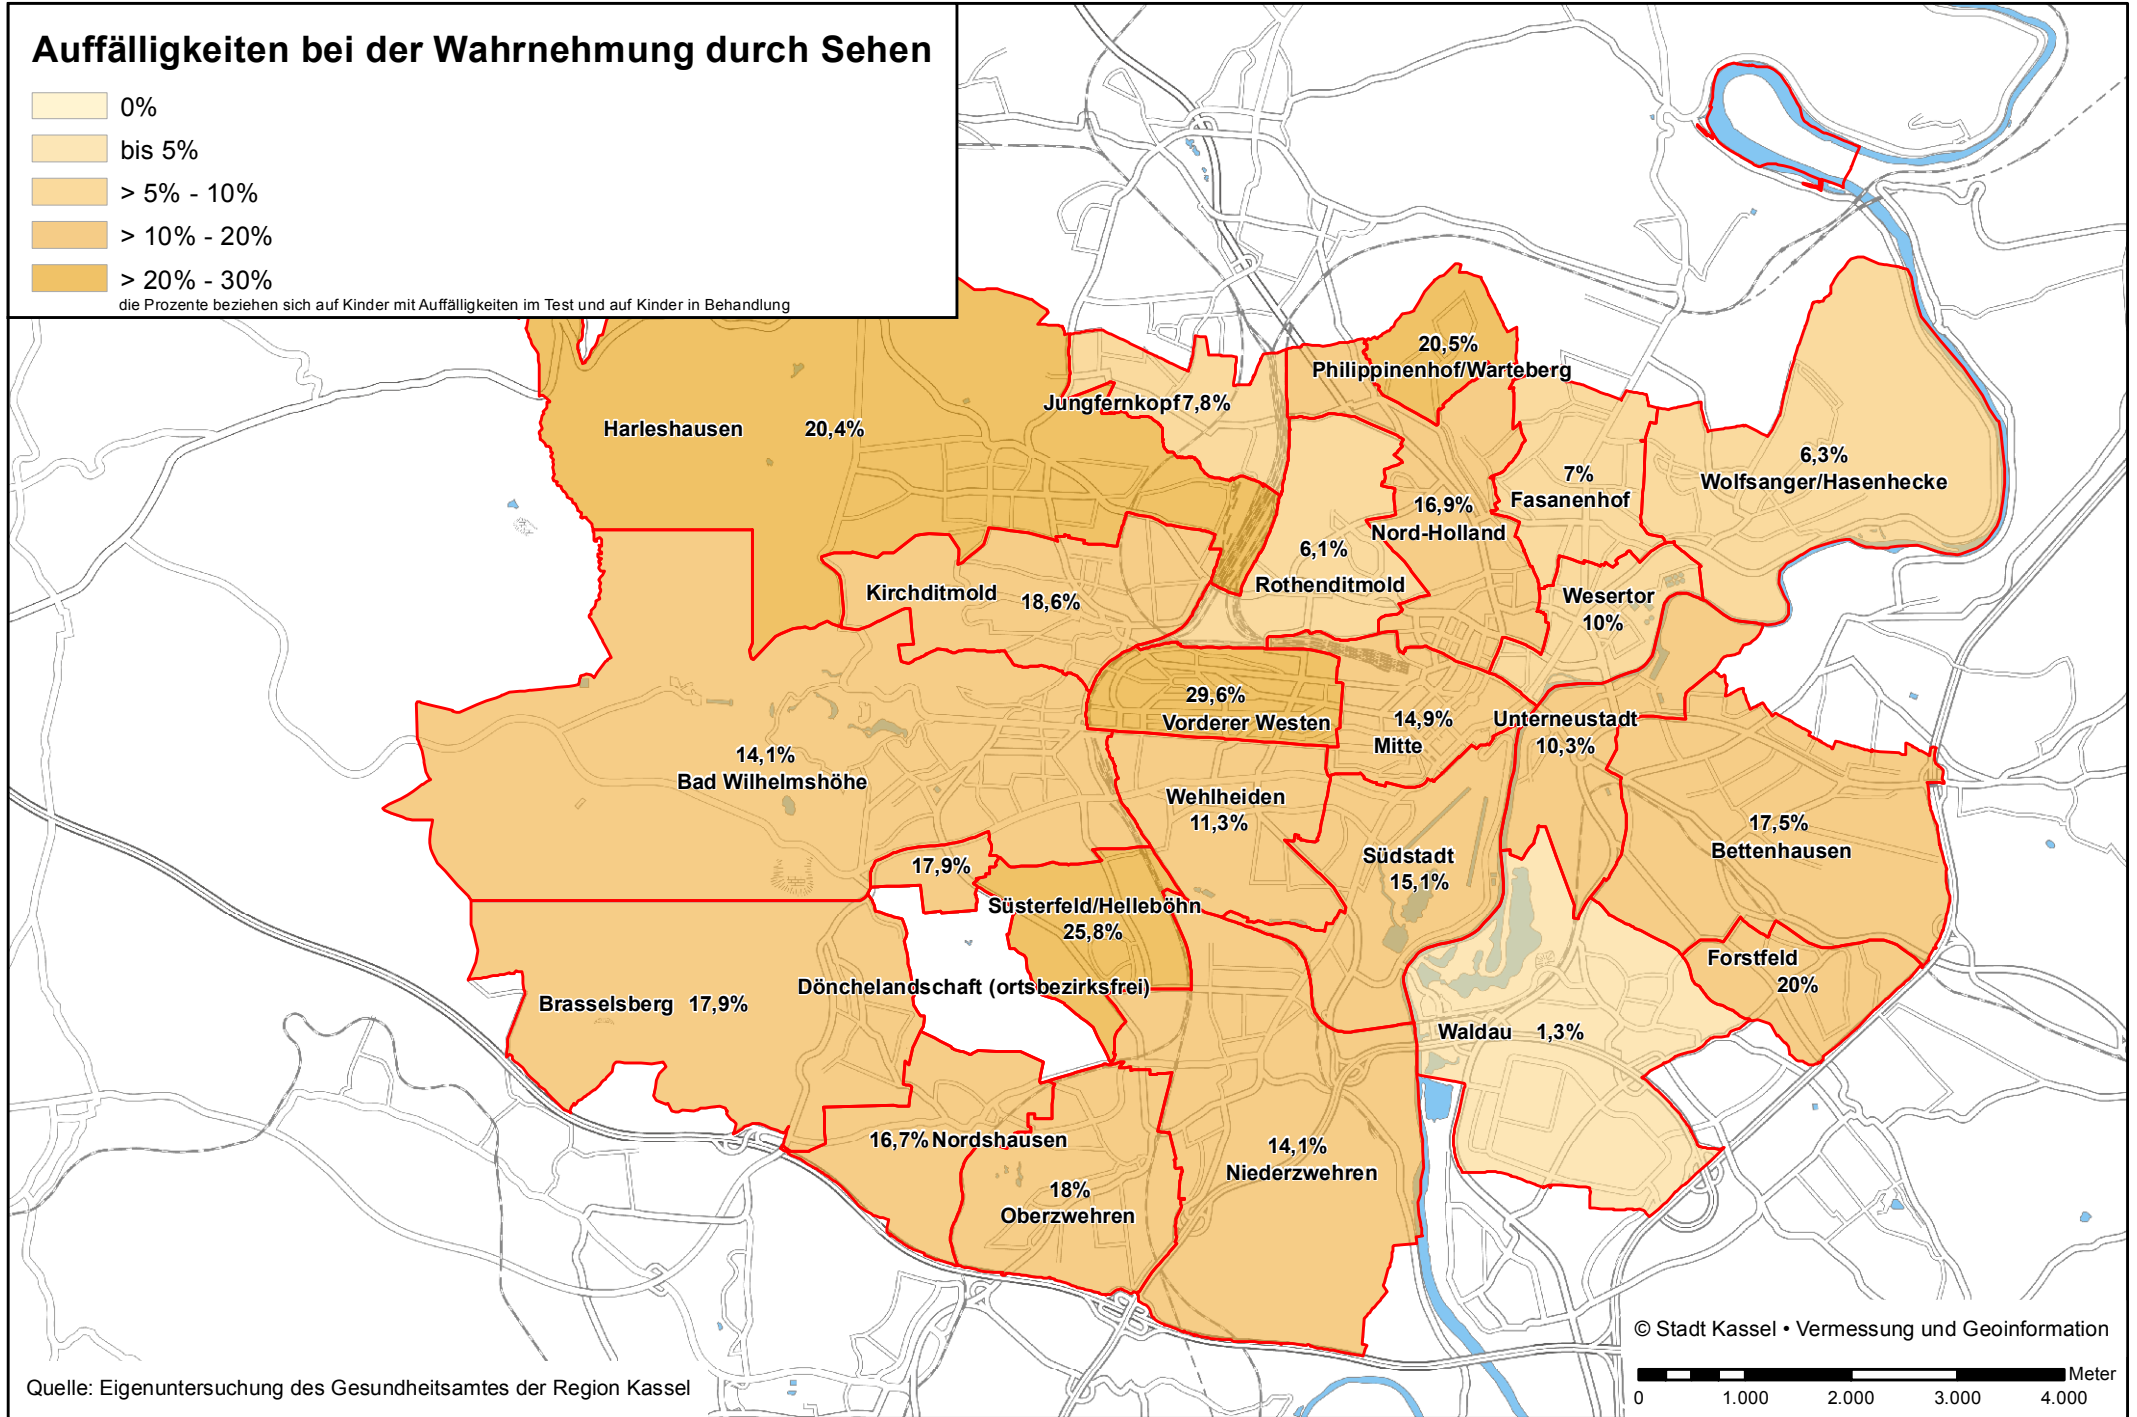 Auffälligkeiten bei der Wahrnehmung durch Sehen
0%
bis 5%
> 5% - 10%
> 10% - 20%
> 20% - 30%
die Prozente beziehen sich auf Kinder mit Auffälligkeiten im Test und auf Kinder in Behandlung
20,5%
Philippinenhof/Warteberg
Jungfernkopf 7,8%
Harleshausen 20,4%
6,3%
Wolfsanger/Hasenhecke
7%
Fasanenhof
16,9%
Nord-Holland
6,1%
Rothenditmold
Kirchditmold 18,6%
Wesertor
10%
29,6%
Vorderer Westen
14,9%
Mitte
Unterneustadt
10,3%
14,1%
Bad Wilhelmshöhe
Wehlheiden
11,3%
17,5%
Bettenhausen
Südstadt
15,1%
17,9%
Süsterfeld/Helleböhn
25,8%
Forstfeld
20%
Dönchelandschaft (ortsbezirksfrei)
Brasselsberg 17,9%
Waldau 1,3%
16,7% Nordshausen
14,1%
Niederzwehren
18%
Oberzwehren
© Stadt Kassel • Vermessung und Geoinformation
Meter
0 1.000 2.000 3.000 4.000
Quelle: Eigenuntersuchung des Gesundheitsamtes der Region Kassel